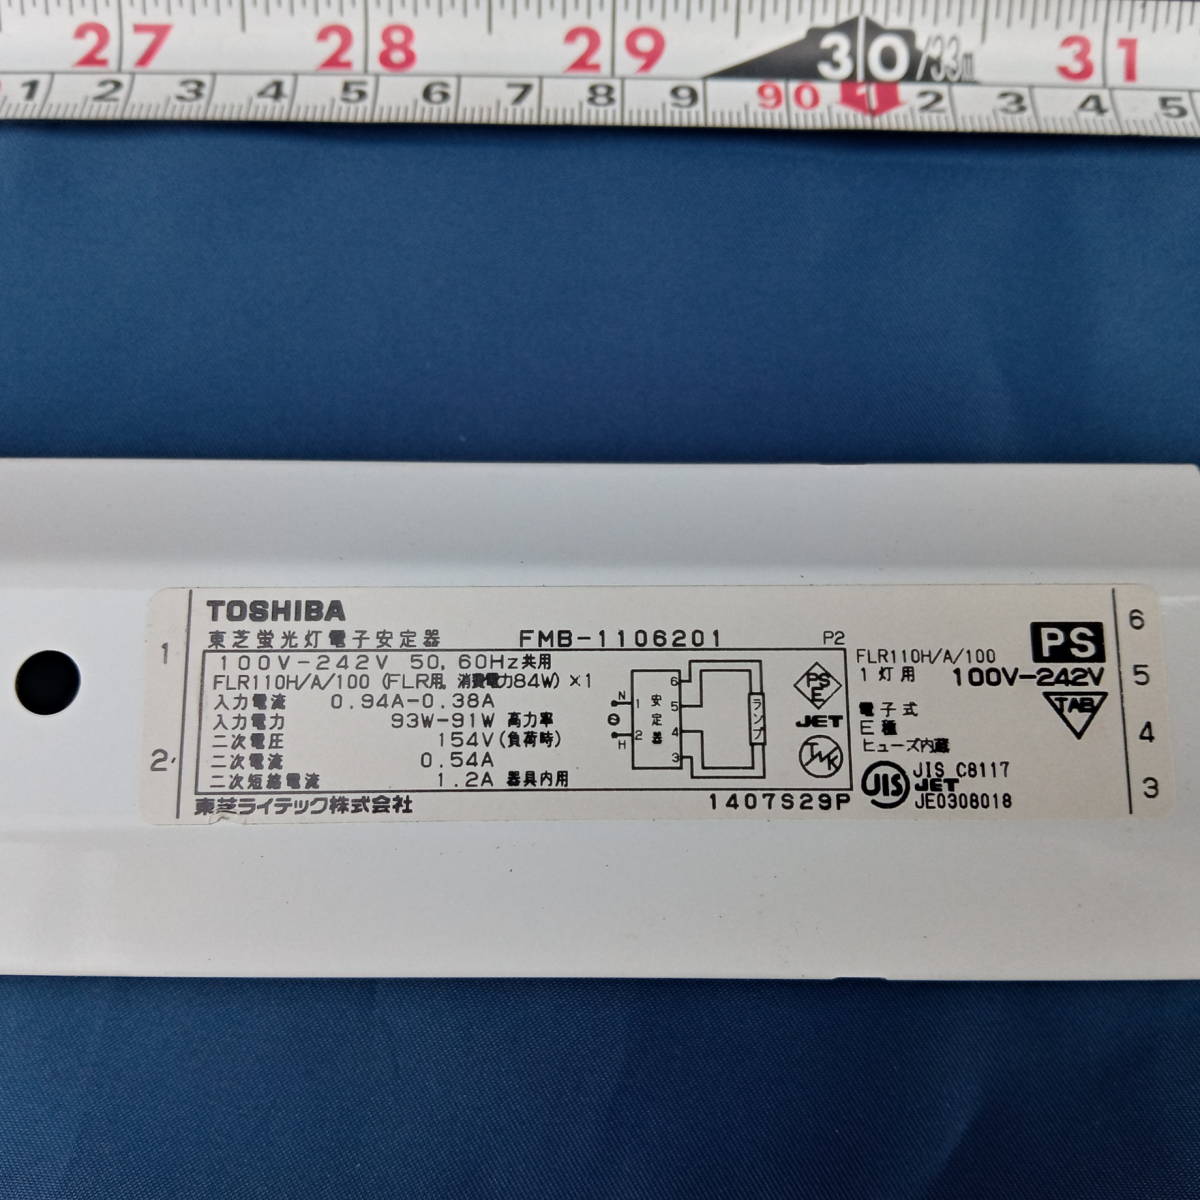 27 28 29 30/33m 31
1 2 3 4 5 6 7 8 9 90 1 2 3 4 5
TOSHIBA
東芝蛍光灯電子安定器 FMB-1106201 P2
100V-242V 50,60Hz共用
FLR110H/A/100 (FLR用, 消費電力84W)×1
入力電流 0.94A-0.38A
入力電力 93W-91W 高力率
二次電圧 154V(負荷時)
二次電流 0.54A
二次短絡電流 1.2A 器具内用
東芝ライテック株式会社 1407S29P
1
2
N
H
1
2
安定器
6
5
4
3
ランプ
PSE
JET
FLR110H/A/100
1灯用 100V-242V
PS
電子式
E種
ヒューズ内蔵
TAB
JIS
JIS C8117
JET
JE0308018
6
5
4
3